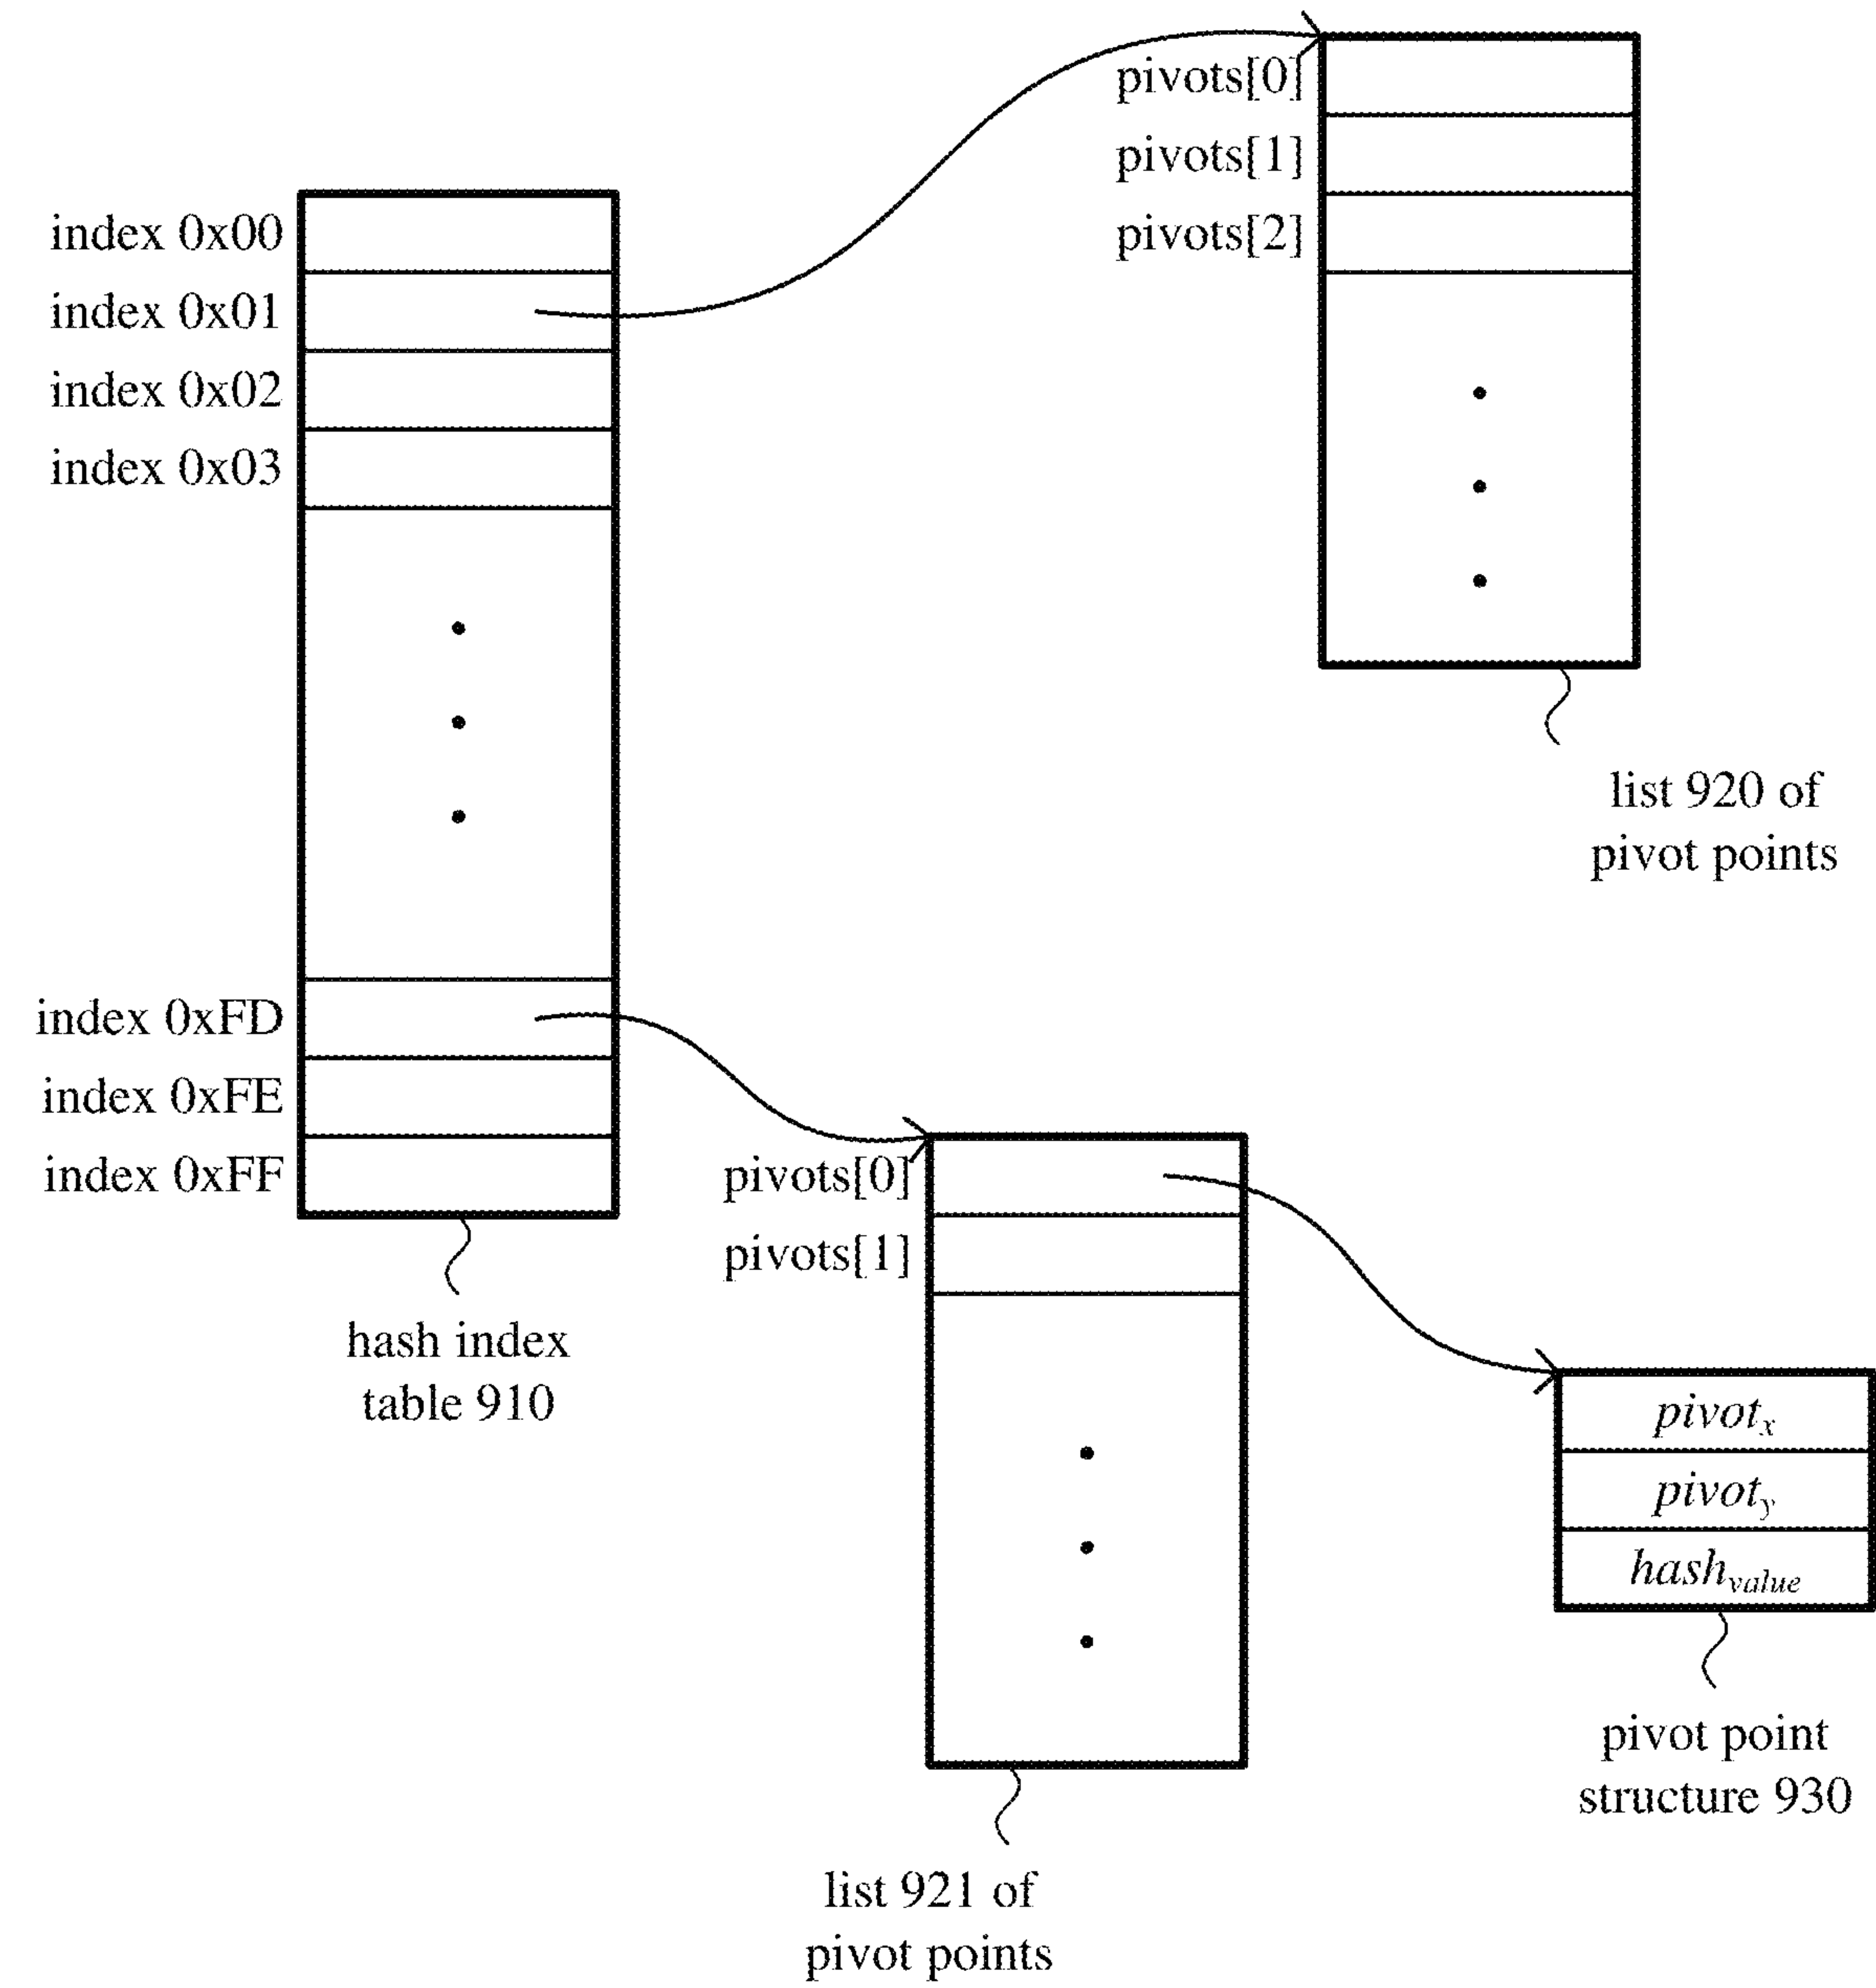 pivots[0]
pivots[1]
pivots[2]
index 0x00
index 0x01
index 0x02
index 0x03
list 920 of
pivot points
index 0xFD
index 0xFE
index 0xFF
hash index
table 910
pivots[0]
pivots[1]
pivotx
pivoty
hashvalue
pivot point
structure 930
list 921 of
pivot points